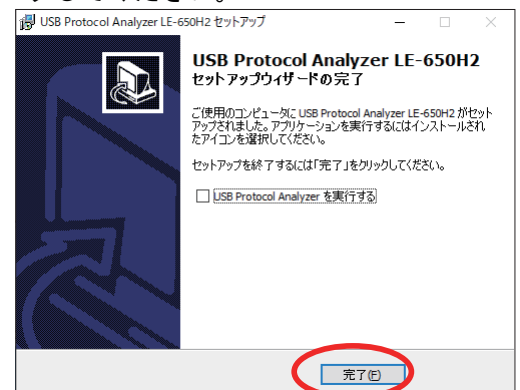 USB Protocol Analyzer LE-650H2 セットアップ
USB Protocol Analyzer LE-650H2
セットアップウィザードの完了
ご使用のコンピュータに USB Protocol Analyzer LE-650H2 がセット
アップされました。アプリケーションを実行するにはインストールされ
たアイコンを選択してください。
セットアップを終了するには「完了」をクリックしてください。
USB Protocol Analyzer を実行する
完了(F)